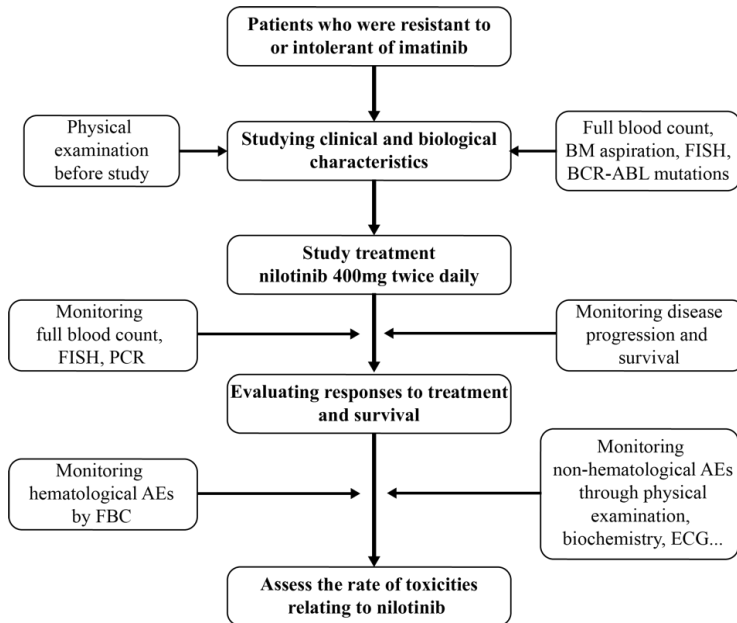 Patients who were resistant to
or intolerant of imatinib
Physical
examination
before study
Studying clinical and biological
characteristics
Full blood count,
BM aspiration, FISH,
BCR-ABL mutations
Study treatment
nilotinib 400mg twice daily
Monitoring
full blood count,
FISH, PCR
Monitoring disease
progression and
survival
Evaluating responses to treatment
and survival
Monitoring
hematological AEs
by FBC
Monitoring
non-hematological AEs
through physical
examination,
biochemistry, ECG...
Assess the rate of toxicities
relating to nilotinib